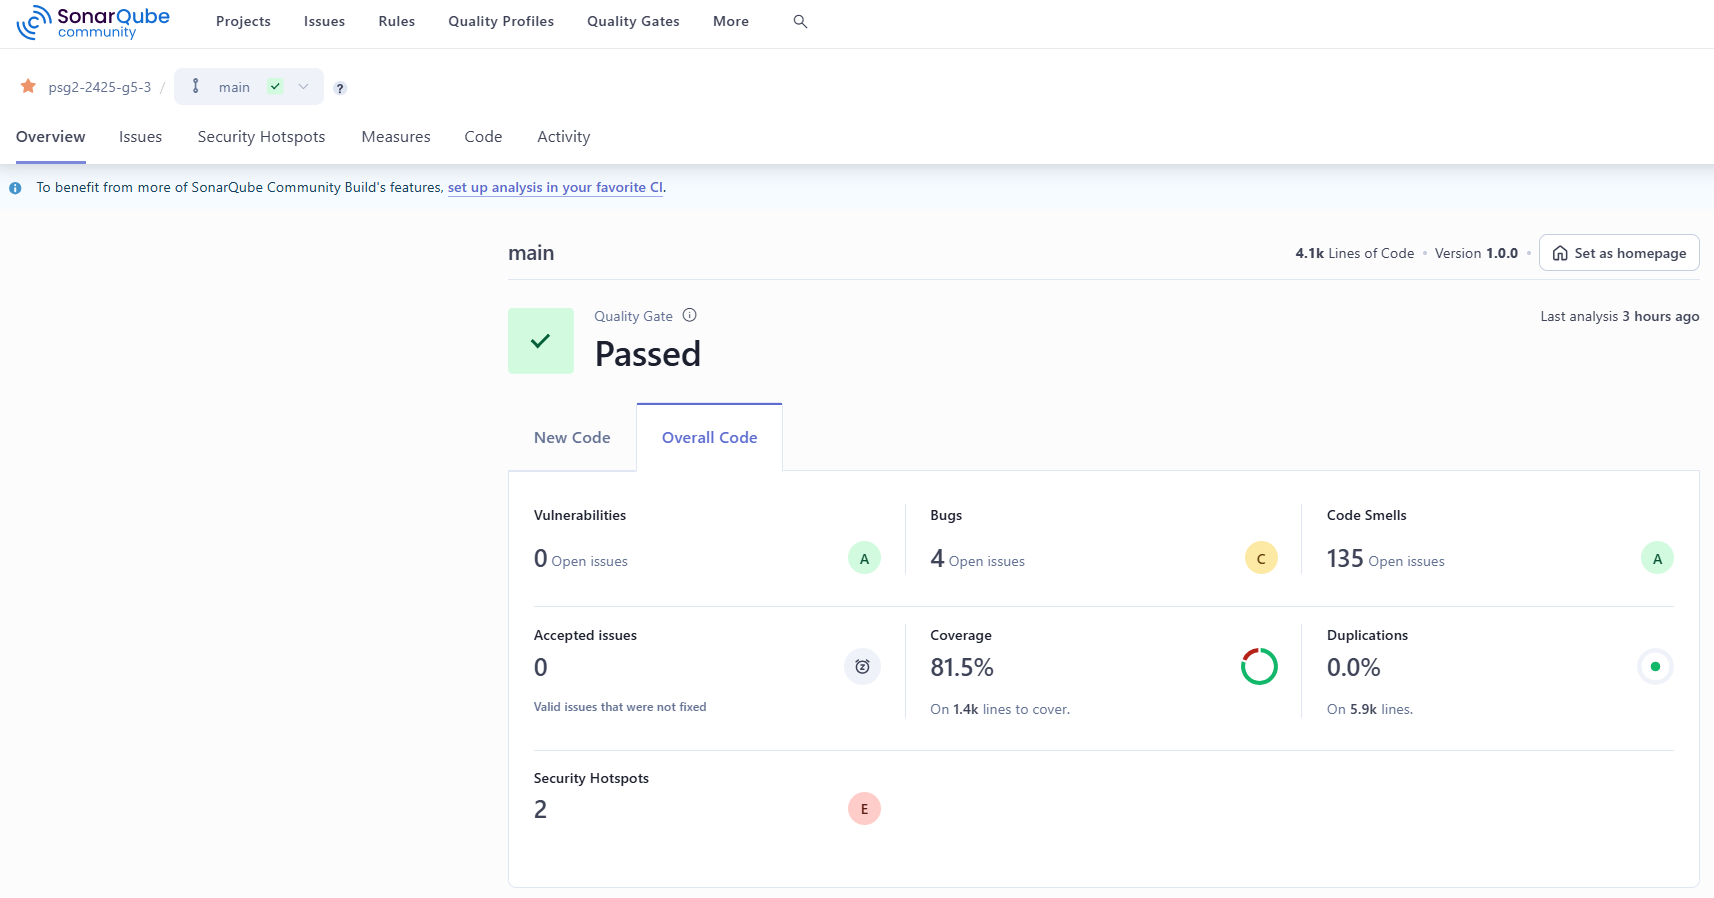 SonarQube
community
Projects Issues Rules Quality Profiles Quality Gates More
psg2-2425-g5-3 / main ?
Overview Issues Security Hotspots Measures Code Activity
To benefit from more of SonarQube Community Build's features, set up analysis in your favorite CI.
main
4.1k Lines of Code • Version 1.0.0 • Set as homepage
Quality Gate
Passed
Last analysis 3 hours ago
New Code Overall Code
Vulnerabilities
0 Open issues A
Bugs
4 Open issues C
Code Smells
135 Open issues A
Accepted issues
0
Valid issues that were not fixed
Coverage
81.5%
On 1.4k lines to cover.
Duplications
0.0%
On 5.9k lines.
Security Hotspots
2 E